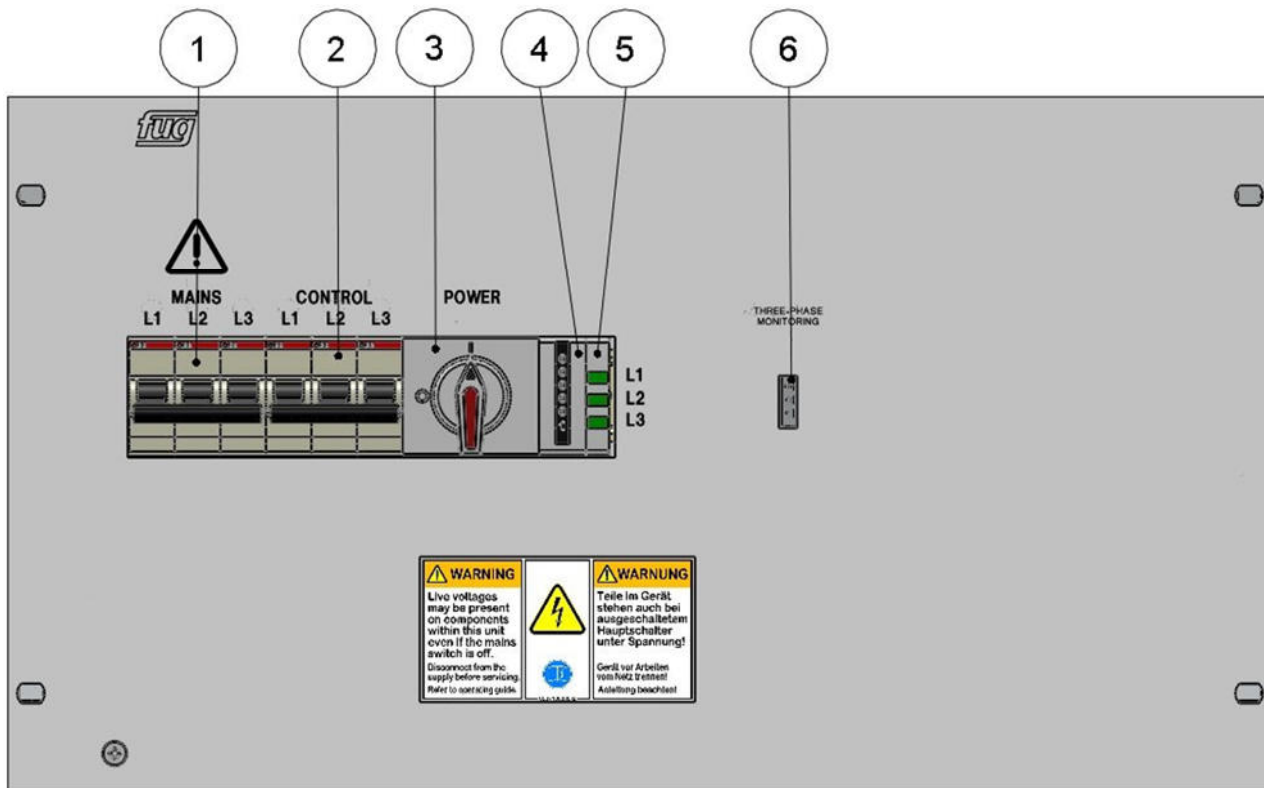 1 2 3 4 5 6
fug
MAINS CONTROL POWER
L1 L2 L3 L1 L2 L3
THREE-PHASE
MONITORING
L1
L2
L3
WARNING
Live voltages
may be present
on components
within this unit
even if the mains
switch is off.
Disconnect from the
supply before servicing.
Refer to operating guide.
WARNUNG
Teile im Gerät
stehen auch bei
ausgeschaltetem
Hauptschalter
unter Spannung!
Gerät vor Arbeiten
vom Netz trennen!
Anleitung beachten!